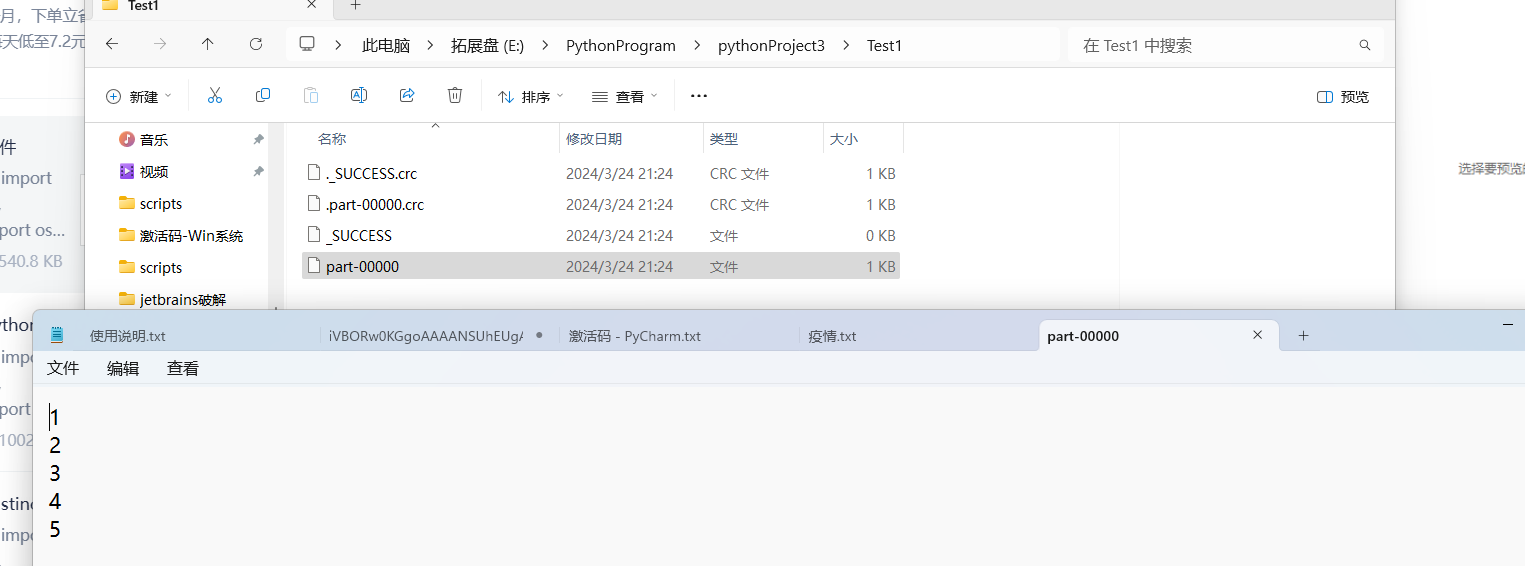 月，下单立省
每天低至7.2元
件
import
port os...
540.8 KB
ython
impo
port
1002
stinc
impo
Test1
此电脑 > 拓展盘 (E:) > PythonProgram > pythonProject3 > Test1
在 Test1 中搜索
新建
排序
查看
...
预览
音乐
视频
scripts
激活码-Win系统
scripts
jetbrains破解
名称 修改日期 类型 大小
._SUCCESS.crc 2024/3/24 21:24 CRC 文件 1 KB
.part-00000.crc 2024/3/24 21:24 CRC 文件 1 KB
_SUCCESS 2024/3/24 21:24 文件 0 KB
part-00000 2024/3/24 21:24 文件 1 KB
选择要预览
使用说明.txt iVBORw0KGgoAAAANSUhEUgA 激活码 - PyCharm.txt 疫情.txt part-00000
文件 编辑 查看
1
2
3
4
5